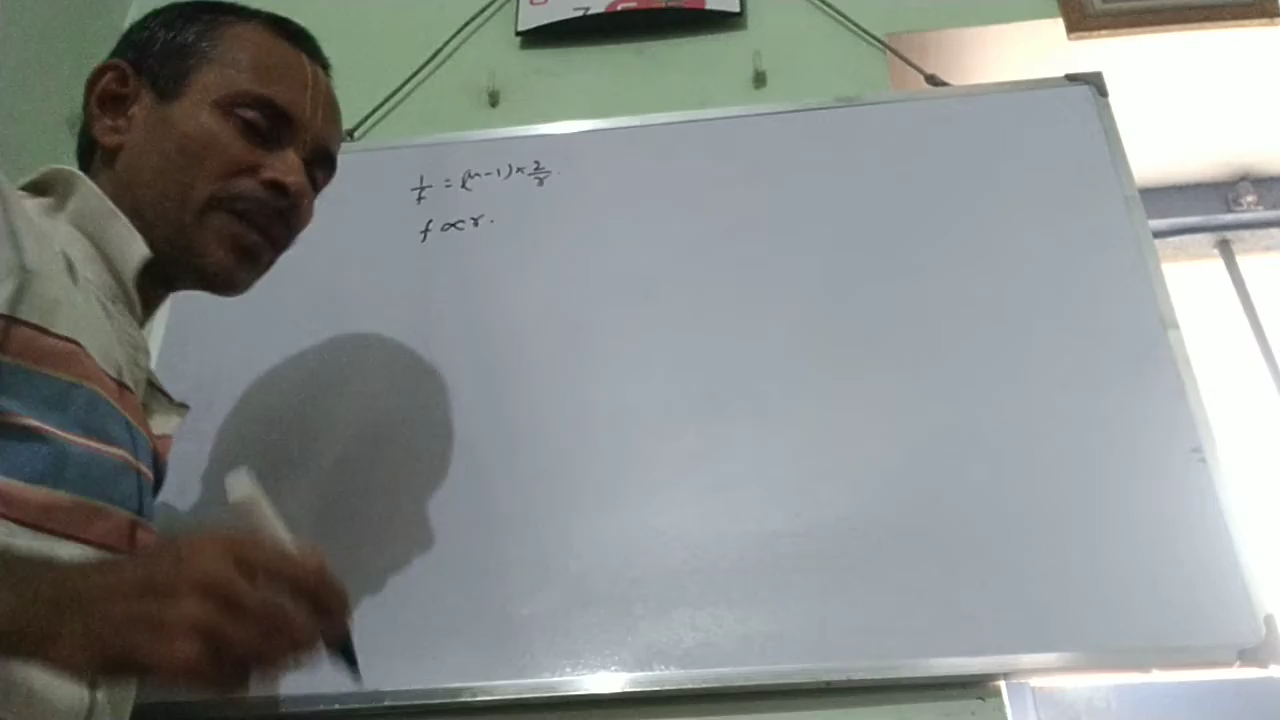 1/f = (μ-1) × 2/r.
f ∝ r.